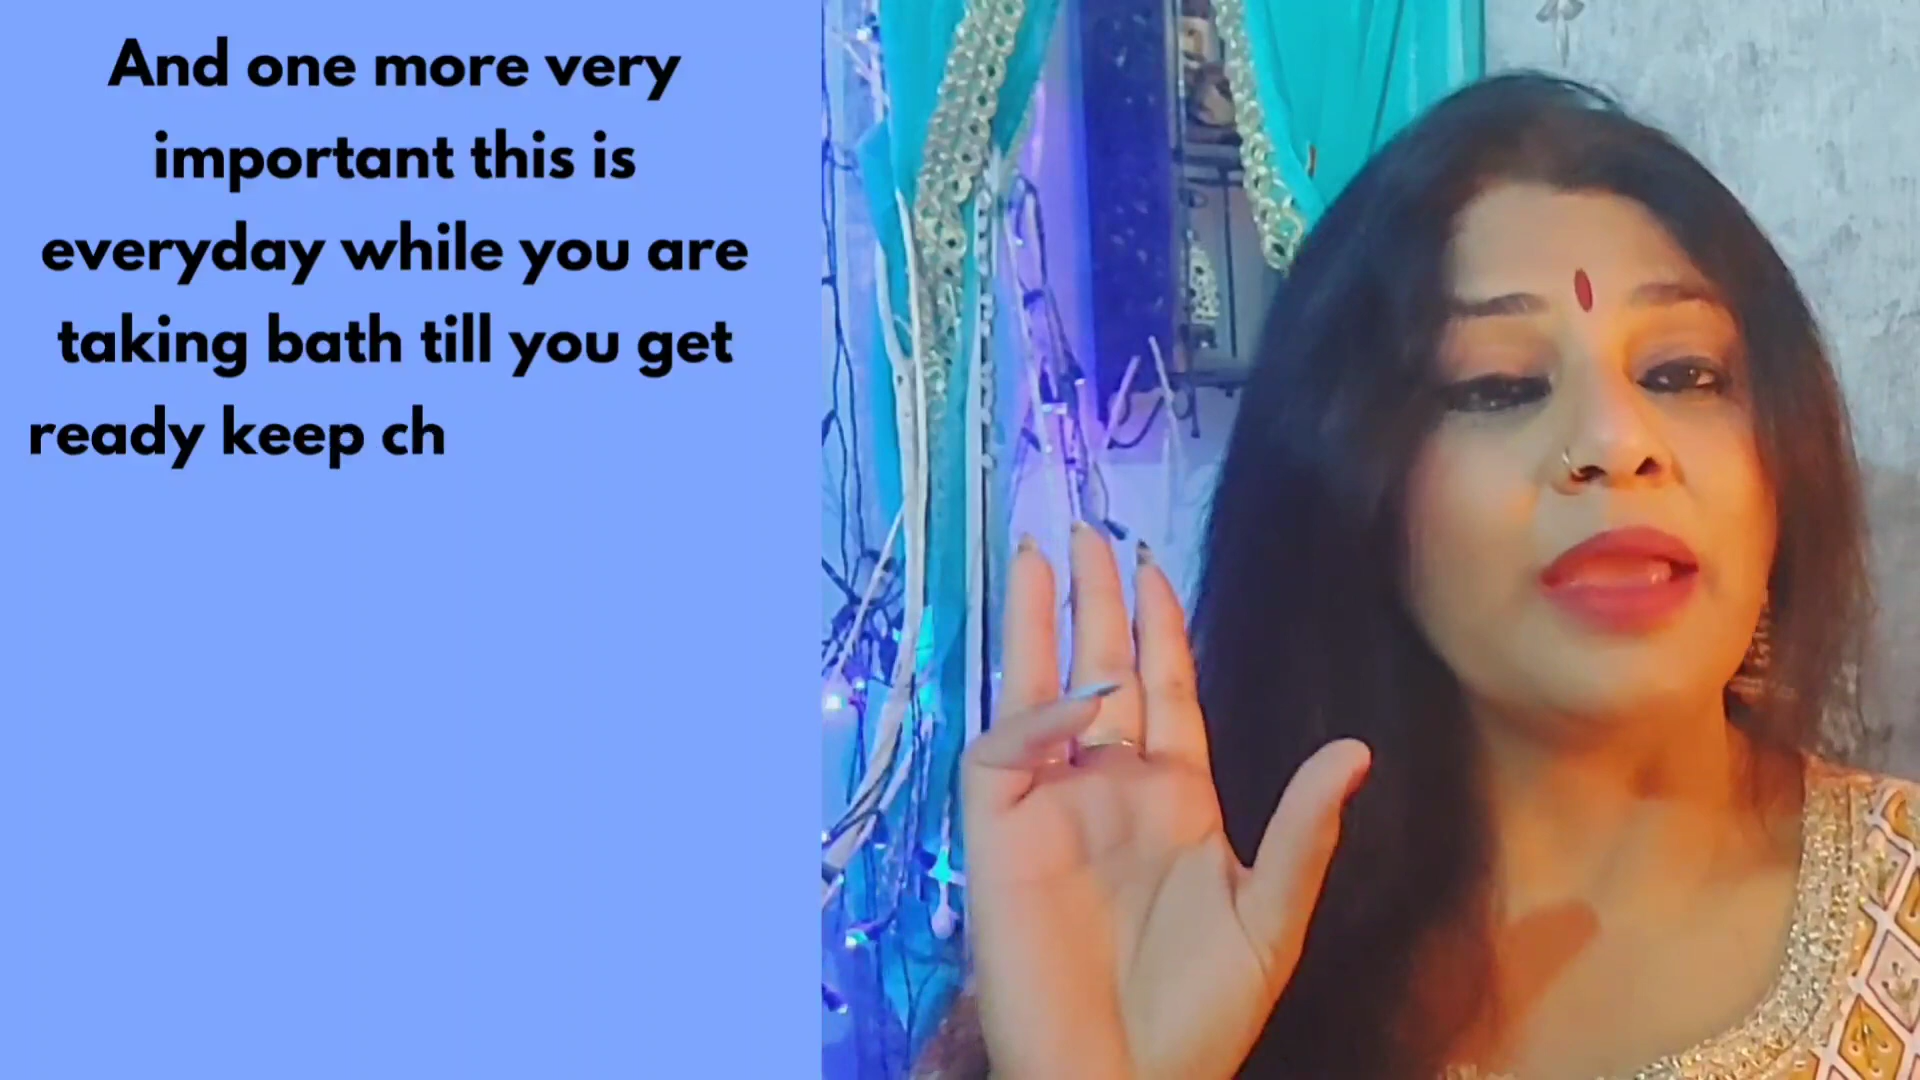 And one more very
important this is
everyday while you are
taking bath till you get
ready keep ch